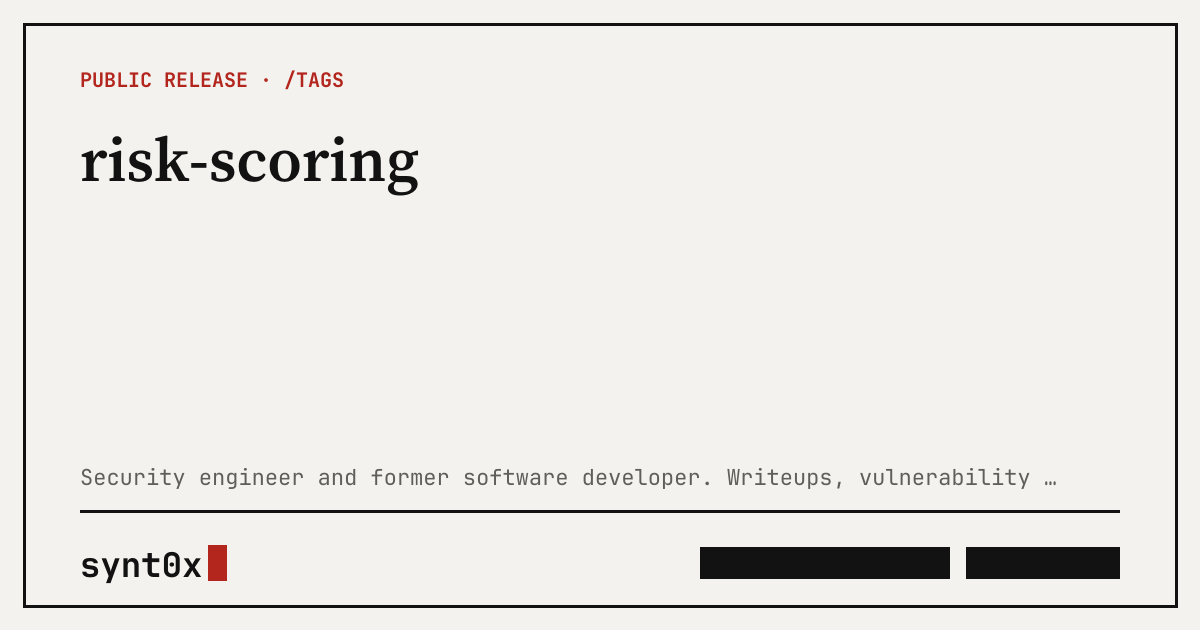 PUBLIC RELEASE · /TAGS
risk-scoring
Security engineer and former software developer. Writeups, vulnerability …
synt0x